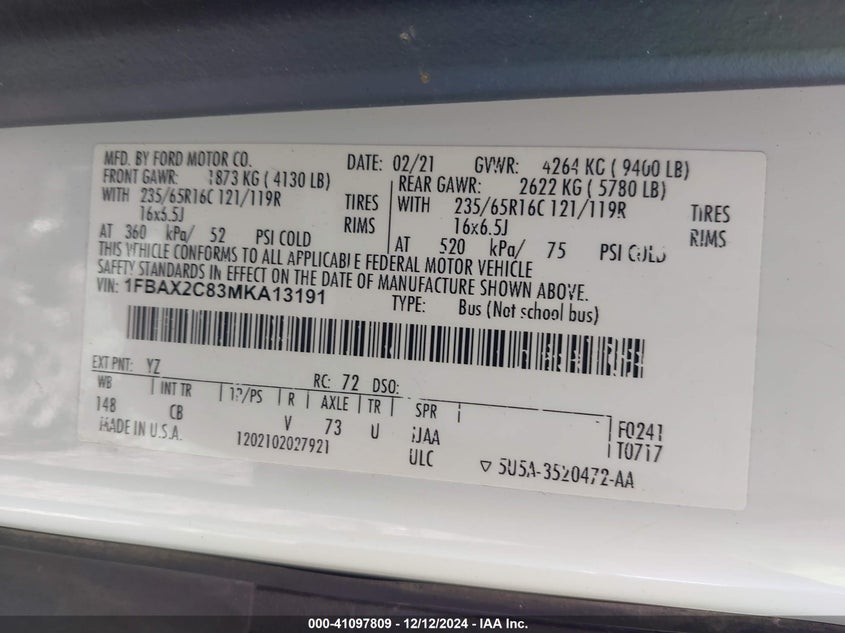 MFD. BY FORD MOTOR CO. DATE: 02/21 GVWR: 4264 KG ( 9400 LB)
FRONT GAWR: 1873 KG ( 4130 LB) REAR GAWR: 2622 KG ( 5780 LB)
WITH 235/65R16C 121/119R TIRES WITH 235/65R16C 121/119R TIRES
16x6.5J RIMS 16x6.5J RIMS
AT 360 kPa/ 52 PSI COLD AT 520 kPa/ 75 PSI COLD
THIS VEHICLE CONFORMS TO ALL APPLICABLE FEDERAL MOTOR VEHICLE
SAFETY STANDARDS IN EFFECT ON THE DATE OF MANUFACTURE SHOWN ABOVE.
VIN: 1FBAX2C83MKA13191 TYPE: Bus (Not school bus)
EXT PNT: YZ RC: 72 DSO:
WB INT TR TP/PS R AXLE TR SPR
148 CB V 73 U JAA F0241
MADE IN U.S.A. 1202102027921 ULC T0717
▽ 5U5A-3520472-AA
000-41097809 - 12/12/2024 - IAA Inc.